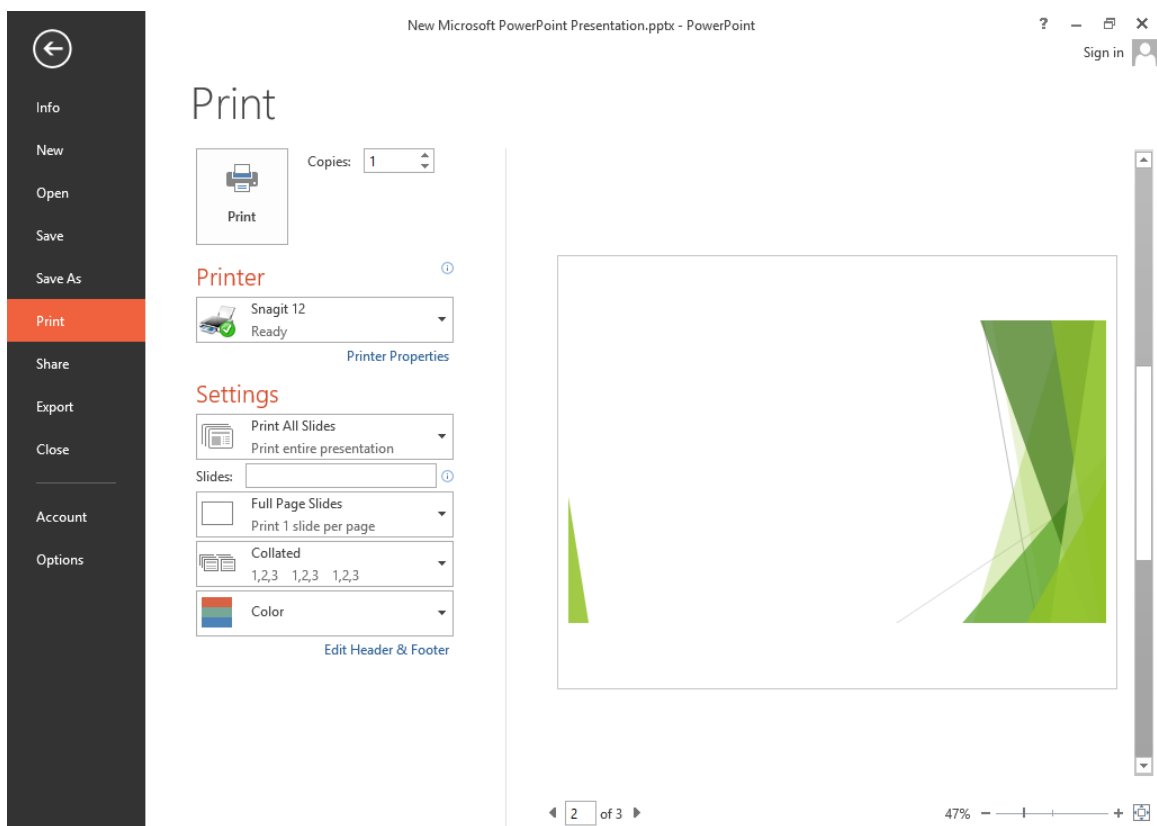 New Microsoft PowerPoint Presentation.pptx - PowerPoint
?
Sign in
Info
New
Open
Save
Save As
Print
Share
Export
Close
Account
Options
Print
Print
Copies: 1
Printer
Snagit 12
Ready
Printer Properties
Settings
Print All Slides
Print entire presentation
Slides:
Full Page Slides
Print 1 slide per page
Collated
1,2,3 1,2,3 1,2,3
Color
Edit Header & Footer
2 of 3
47%